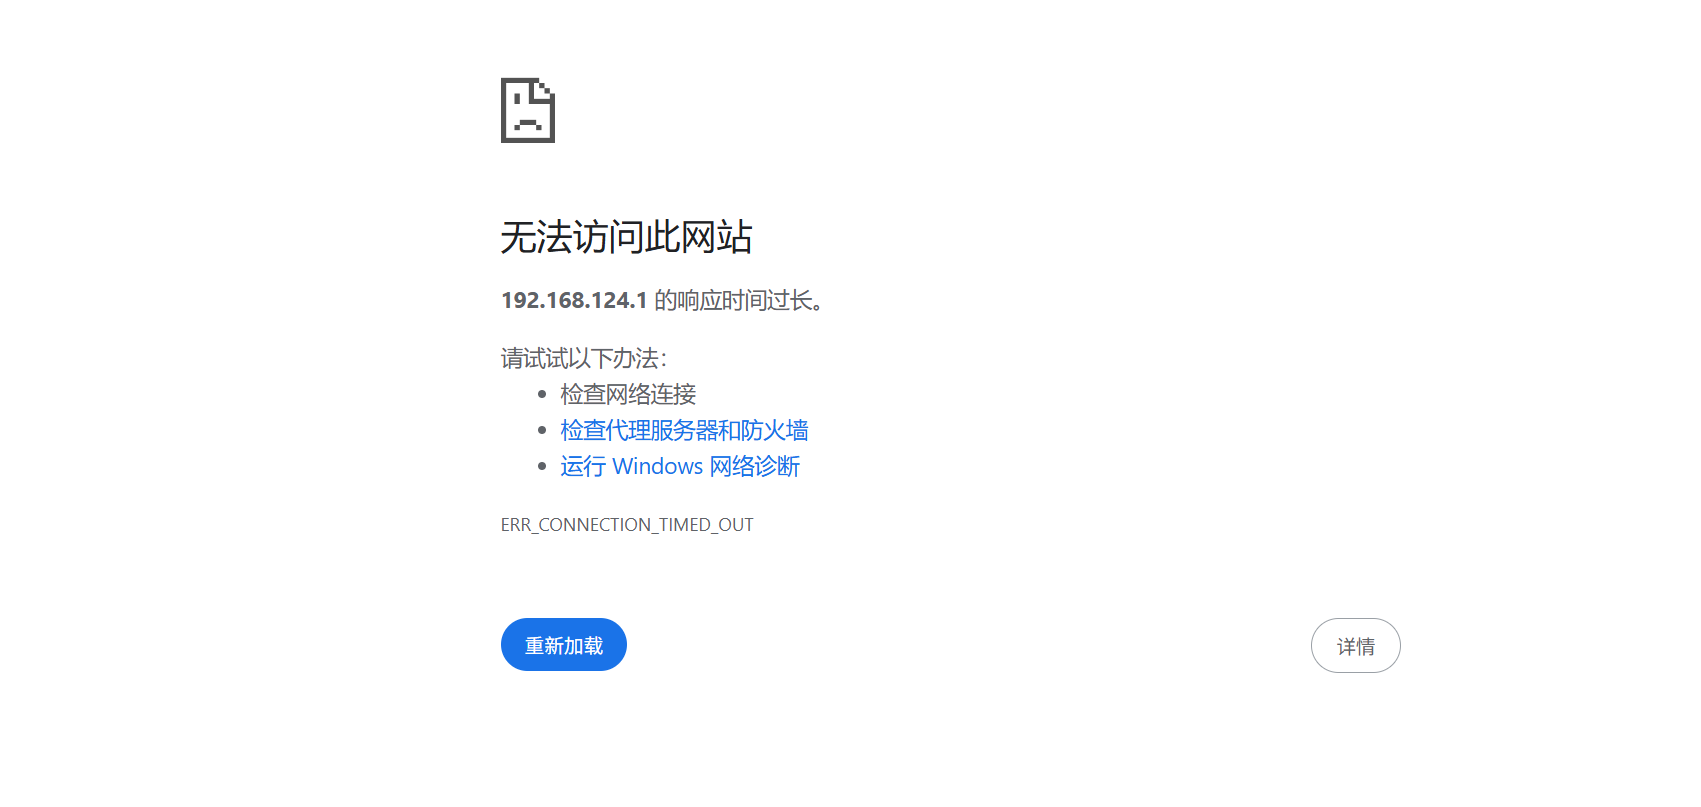 无法访问此网站
192.168.124.1 的响应时间过长。
请试试以下办法：
检查网络连接
检查代理服务器和防火墙
运行 Windows 网络诊断
ERR_CONNECTION_TIMED_OUT
重新加载
详情